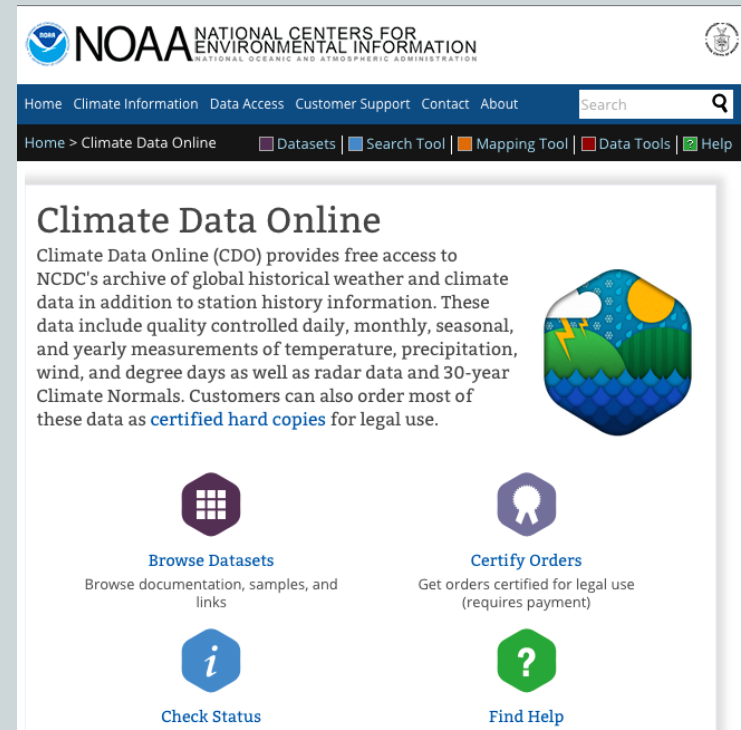 NOAA NATIONAL CENTERS FOR
ENVIRONMENTAL INFORMATION
NATIONAL OCEANIC AND ATMOSPHERIC ADMINISTRATION
Home Climate Information Data Access Customer Support Contact About Search
Home > Climate Data Online Datasets | Search Tool | Mapping Tool | Data Tools | ? Help
Climate Data Online
Climate Data Online (CDO) provides free access to
NCDC's archive of global historical weather and climate
data in addition to station history information. These
data include quality controlled daily, monthly, seasonal,
and yearly measurements of temperature, precipitation,
wind, and degree days as well as radar data and 30-year
Climate Normals. Customers can also order most of
these data as certified hard copies for legal use.
Browse Datasets
Browse documentation, samples, and
links
Certify Orders
Get orders certified for legal use
(requires payment)
i
Check Status
?
Find Help